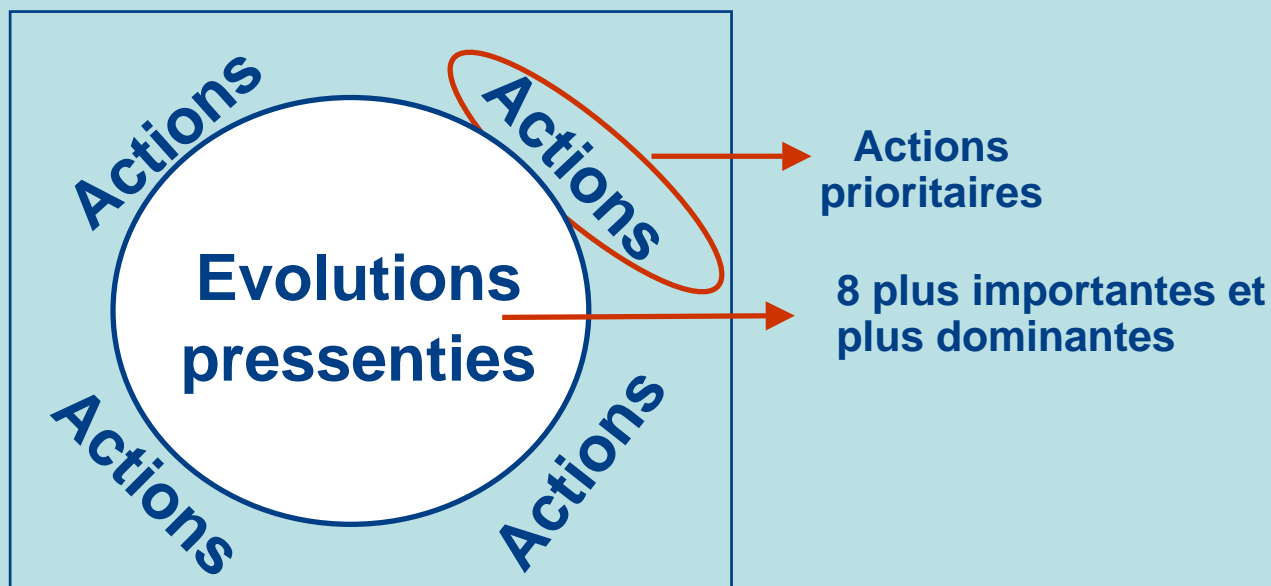 Actions
Actions
Actions
prioritaires
Evolutions
pressenties
8 plus importantes et
plus dominantes
Actions
Actions